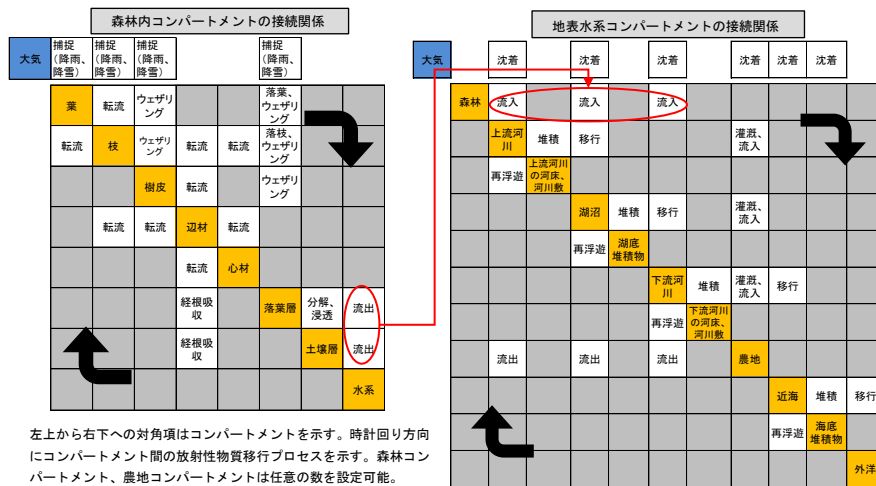 森林内コンパートメントの接続関係
大気
捕捉
(降雨、
降雪)
捕捉
(降雨、
降雪)
捕捉
(降雨、
降雪)
捕捉
(降雨、
降雪)
葉
転流
ウェザリ
ング
落葉、
ウェザリ
ング
転流
枝
ウェザリ
ング
転流
転流
落枝、
ウェザリ
ング
樹皮
転流
ウェザリ
ング
転流
転流
辺材
転流
転流
心材
経根吸
収
落葉層
分解、
浸透
流出
経根吸
収
土壌層
流出
水系
左上から右下への対角項はコンパートメントを示す。時計回り方向
にコンパートメント間の放射性物質移行プロセスを示す。森林コン
パートメント、農地コンパートメントは任意の数を設定可能。
地表水系コンパートメントの接続関係
大気
沈着
沈着
沈着
沈着
沈着
沈着
森林
流入
流入
流入
上流河
川
堆積
移行
灌漑、
流入
再浮遊
上流河川
の河床、
河川敷
湖沼
堆積
移行
灌漑、
流入
再浮遊
湖底
堆積物
下流河
川
堆積
灌漑、
流入
移行
再浮遊
下流河川
の河床、
河川敷
流出
流出
流出
農地
近海
堆積
移行
再浮遊
海底
堆積物
外洋